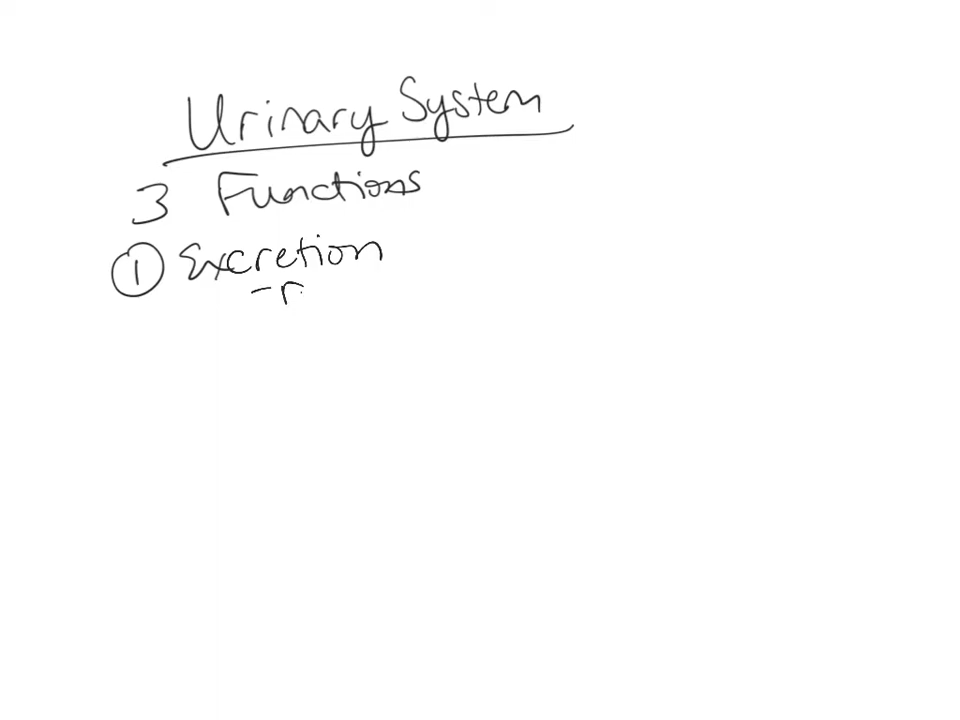 Urinary System
3 Functions
① Excretion
- r